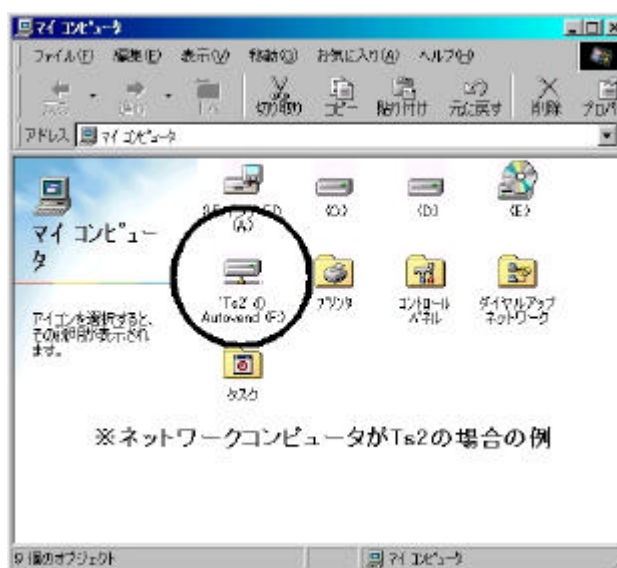 マイ コンピュータ
ファイル(F) 編集(E) 表示(V) 移動(G) お気に入り(A) ヘルプ(H)
切り取り コピー 貼り付け 元に戻す 削除
アドレス マイ コンピュータ
マイ コンピュー
タ
アイコンを選択すると、
その説明が表示され
ます。
(A) (C:) (D:) (E:)
'Ts2' の
Autovend (F:)
プリンタ
コントロール
パネル
ダイヤルアップ
ネットワーク
タスク
※ネットワークコンピュータがTs2の場合の例
9 個のオブジェクト
マイ コンピュータ